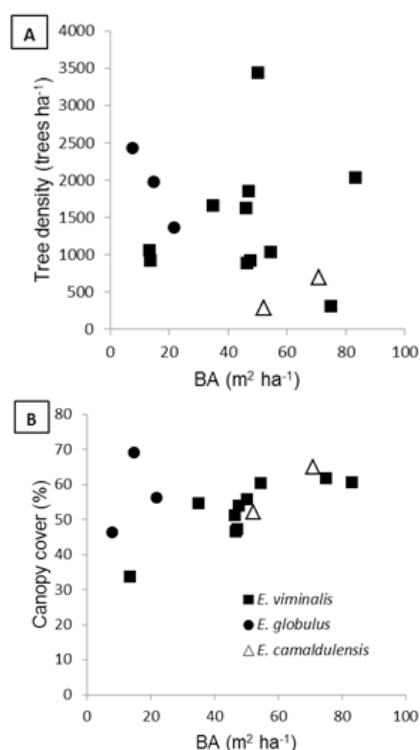 A
Tree density (trees ha⁻¹)
4000
3500
3000
2500
2000
1500
1000
500
0
0 20 40 60 80 100
BA (m² ha⁻¹)
B
Canopy cover (%)
80
70
60
50
40
30
20
10
0
E. viminalis
E. globulus
E. camaldulensis
0 20 40 60 80 100
BA (m² ha⁻¹)